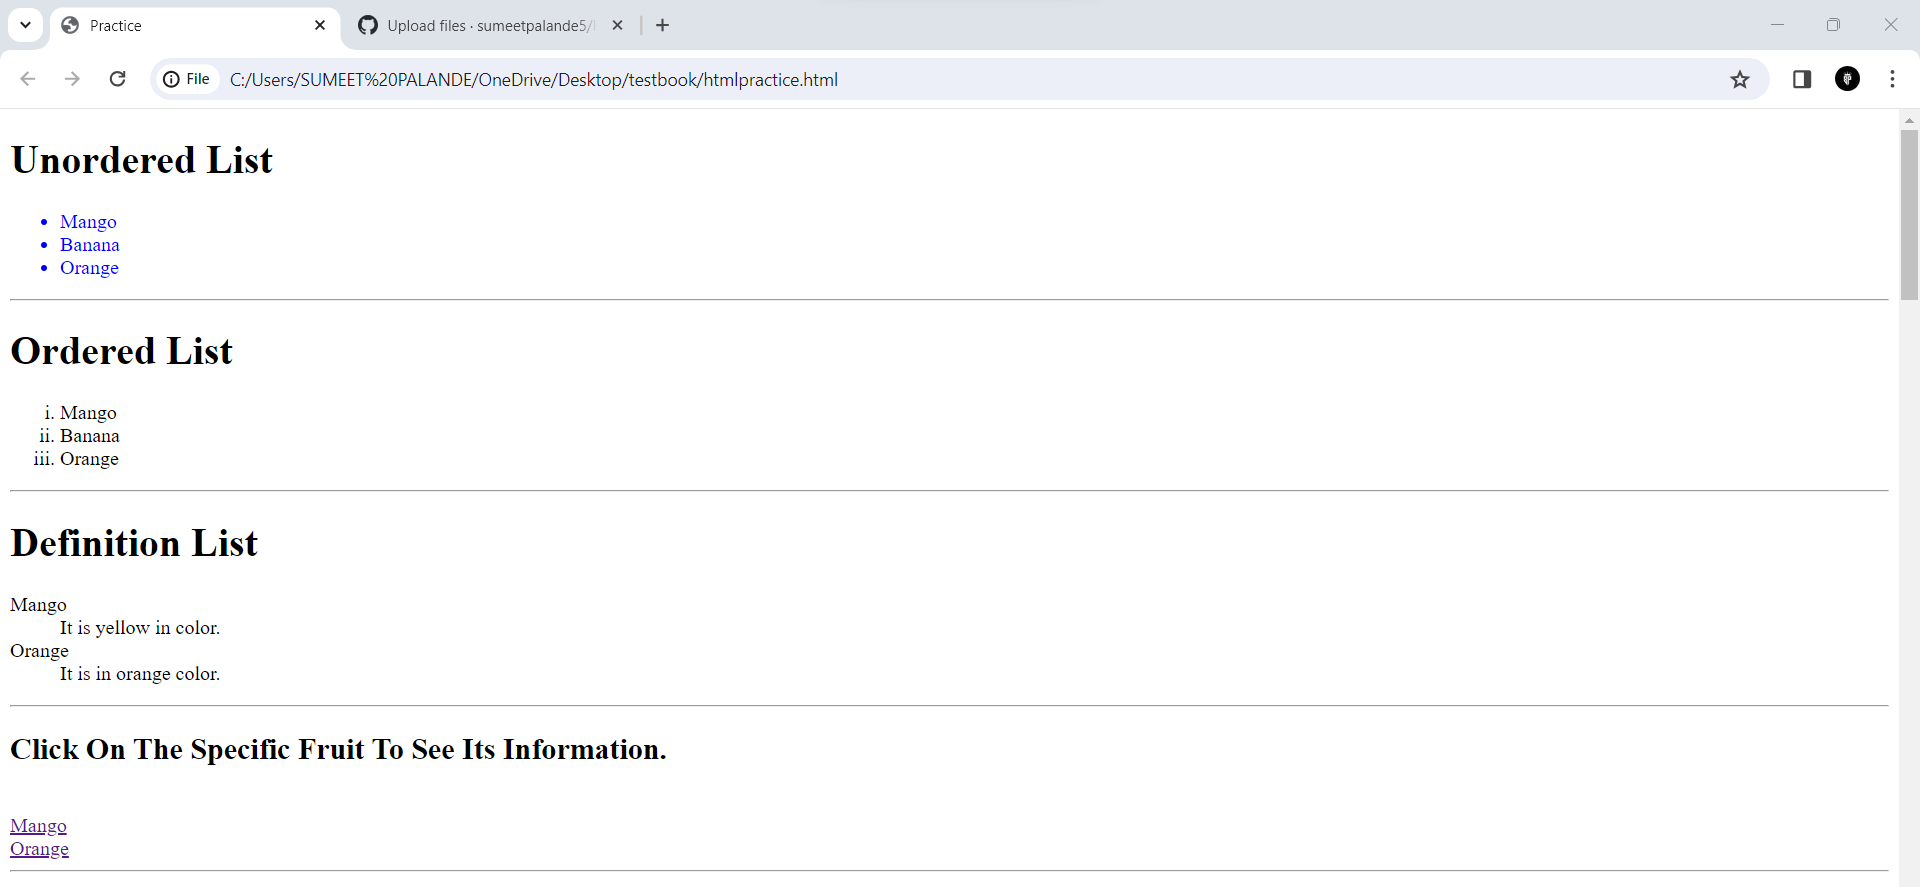 Practice
Upload files · sumeetpalande5/
File
C:/Users/SUMEET%20PALANDE/OneDrive/Desktop/testbook/htmlpractice.html
Unordered List
• Mango
• Banana
• Orange
Ordered List
i. Mango
ii. Banana
iii. Orange
Definition List
Mango
It is yellow in color.
Orange
It is in orange color.
Click On The Specific Fruit To See Its Information.
Mango
Orange